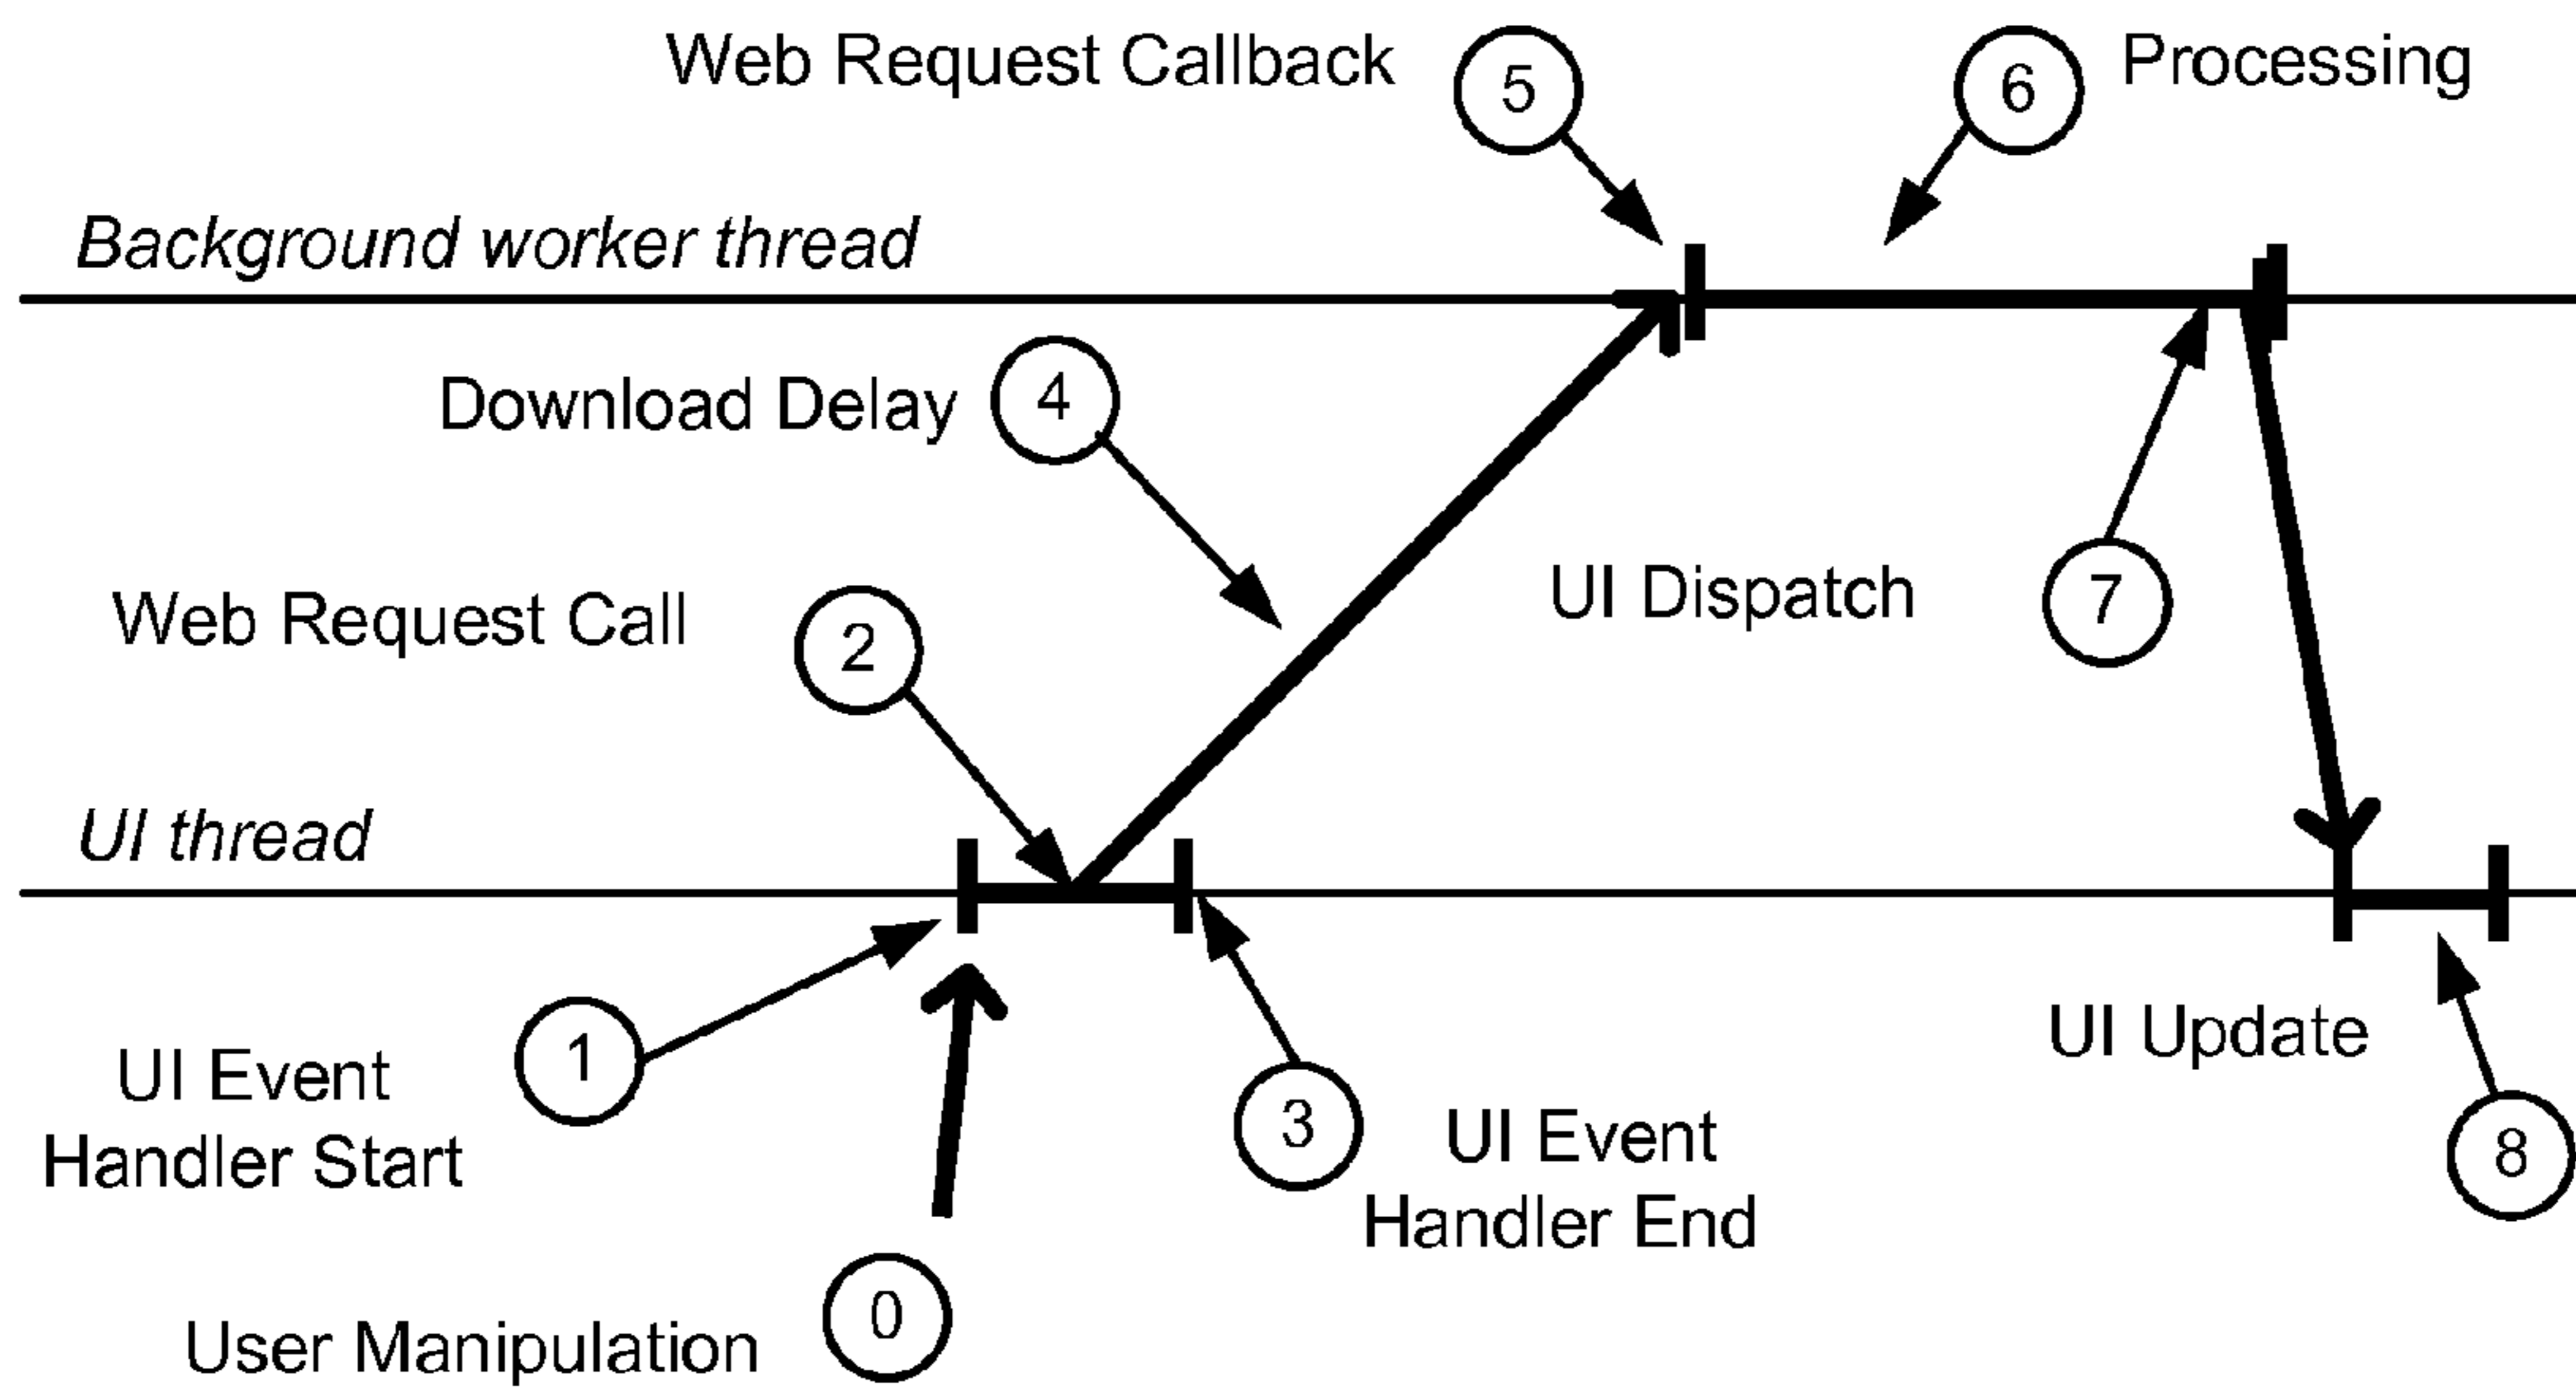 Web Request Callback 5 6 Processing
Background worker thread
Download Delay 4
Web Request Call 2 UI Dispatch 7
UI thread
1 UI Event
Handler Start
3 UI Event
Handler End
UI Update 8
User Manipulation 0